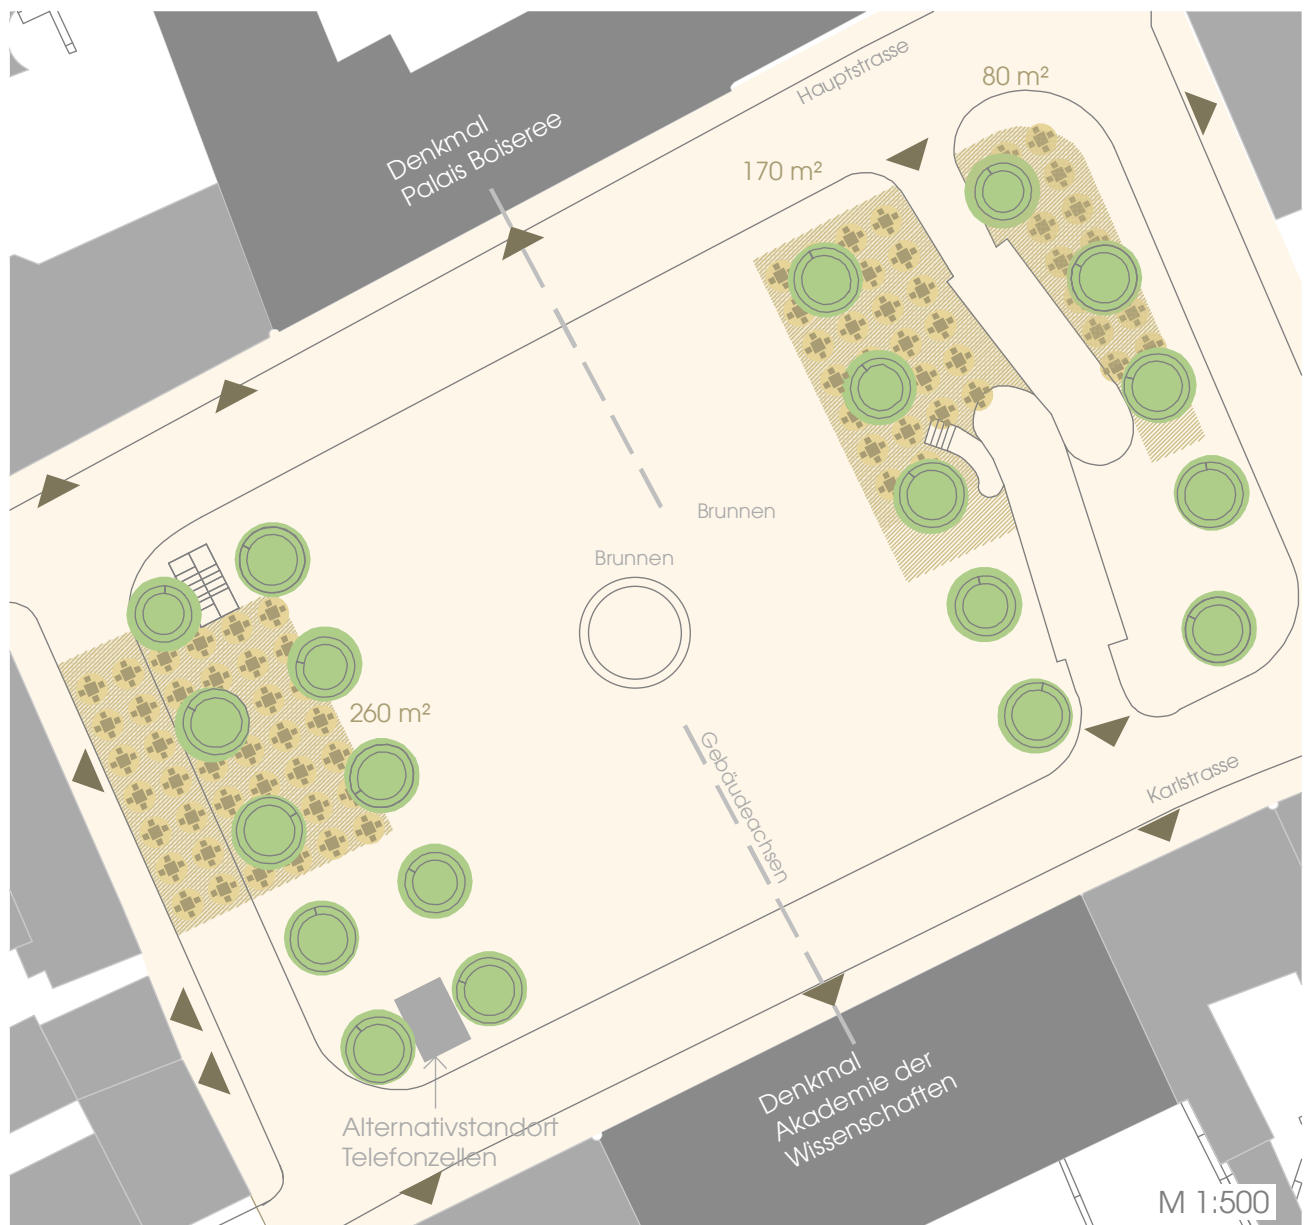 Hauptstrasse
80 m²
Denkmal
Palais Boiseree
170 m²
Brunnen
Brunnen
260 m²
Gebäudeachsen
Karlstrasse
Denkmal
Akademie der
Wissenschaften
Alternativstandort
Telefonzellen
M 1:500